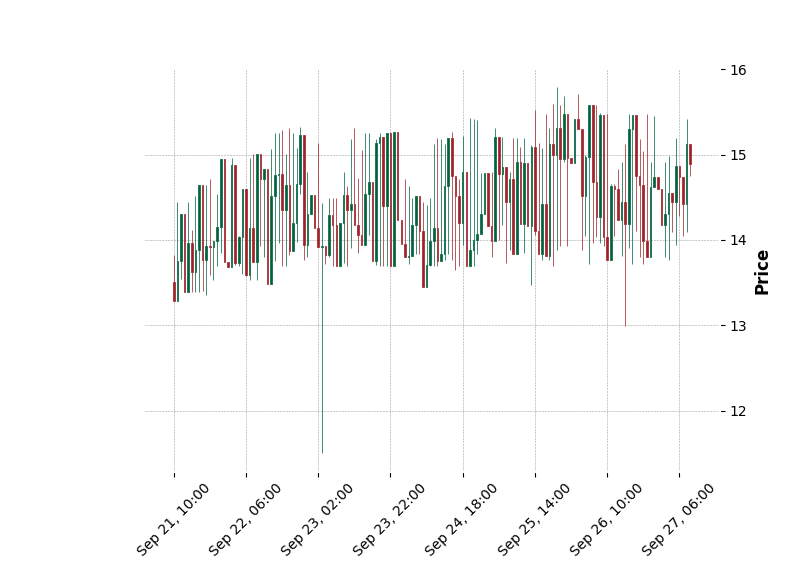 16
15
14
13
12
Price
Sep 21, 10:00
Sep 22, 06:00
Sep 23, 02:00
Sep 23, 22:00
Sep 24, 18:00
Sep 25, 14:00
Sep 26, 10:00
Sep 27, 06:00